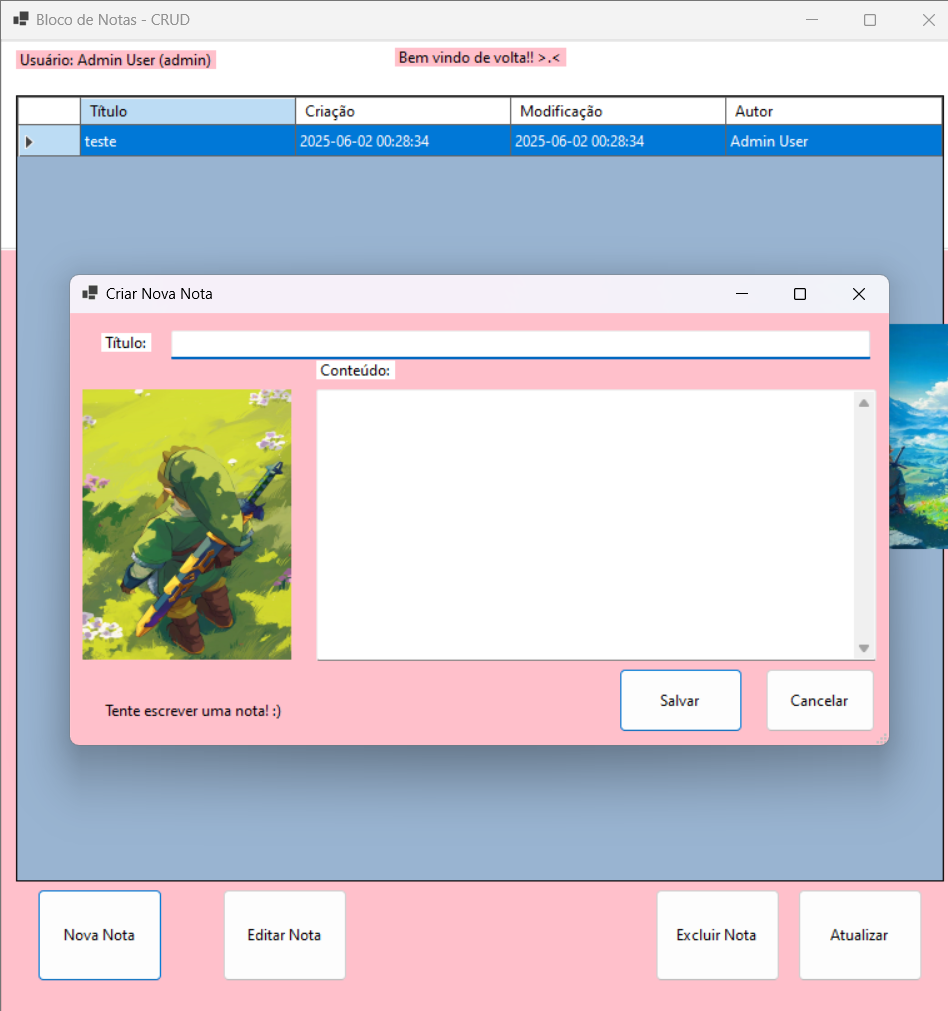 Bloco de Notas - CRUD
Usuário: Admin User (admin)
Bem vindo de volta!! >.<
Título Criação Modificação Autor
teste 2025-06-02 00:28:34 2025-06-02 00:28:34 Admin User
Criar Nova Nota
Título:
Conteúdo:
Tente escrever uma nota! :)
Salvar Cancelar
Nova Nota Editar Nota Excluir Nota Atualizar